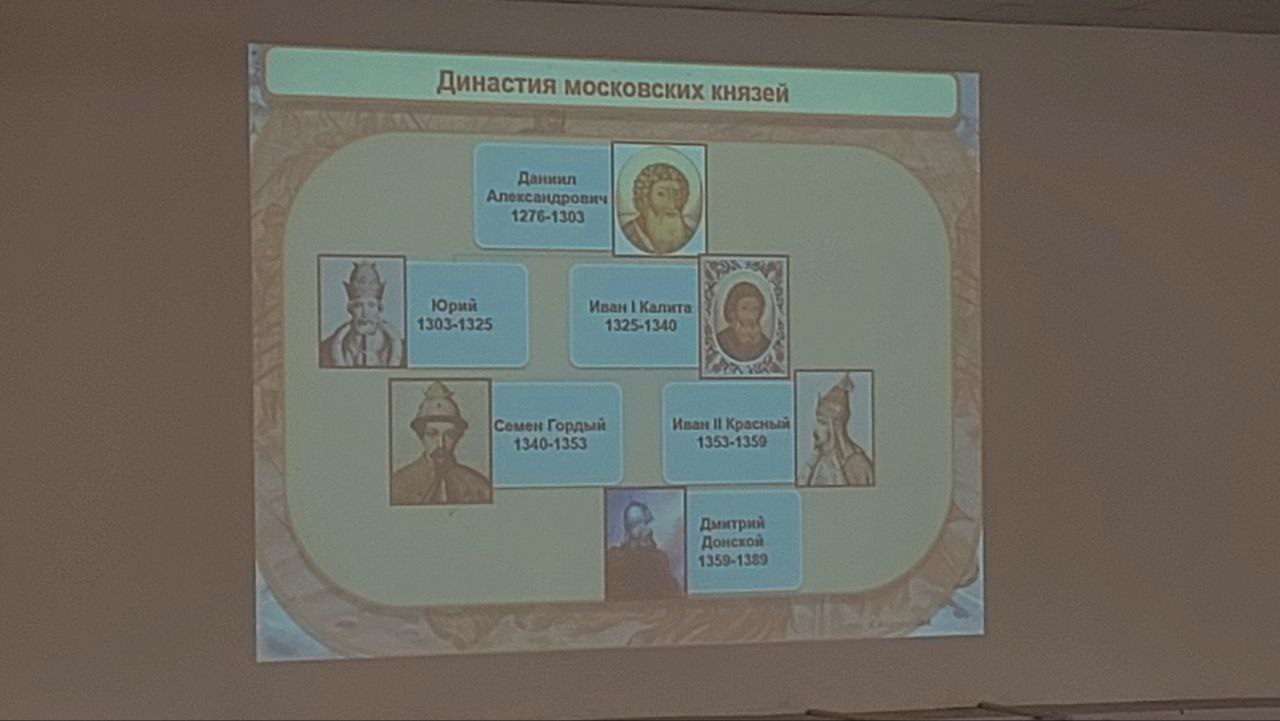 Династия московских князей
Даниил
Александрович
1276-1303
Юрий
1303-1325
Иван I Калита
1325-1340
Семен Гордый
1340-1353
Иван II Красный
1353-1359
Дмитрий
Донской
1359-1389